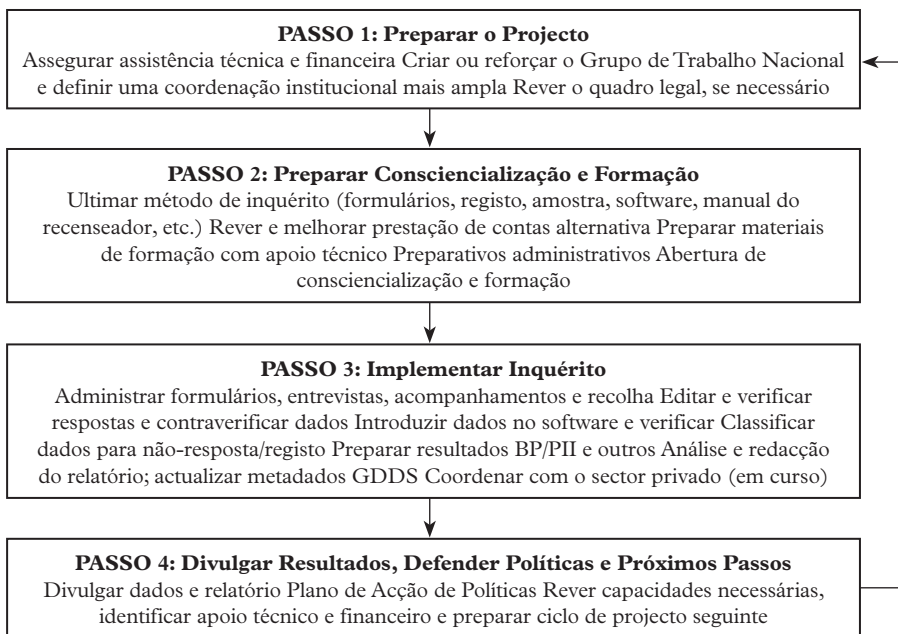 PASSO 1: Preparar o Projecto
Assegurar assistência técnica e financeira Criar ou reforçar o Grupo de Trabalho Nacional
e definir uma coordenação institucional mais ampla Rever o quadro legal, se necessário
PASSO 2: Preparar Consciencialização e Formação
Ultimar método de inquérito (formulários, registo, amostra, software, manual do
recenseador, etc.) Rever e melhorar prestação de contas alternativa Preparar materiais
de formação com apoio técnico Preparativos administrativos Abertura de
consciencialização e formação
PASSO 3: Implementar Inquérito
Administrar formulários, entrevistas, acompanhamentos e recolha Editar e verificar
respostas e contraverificar dados Introduzir dados no software e verificar Classificar
dados para não-resposta/registo Preparar resultados BP/PII e outros Análise e redacção
do relatório; actualizar metadados GDDS Coordenar com o sector privado (em curso)
PASSO 4: Divulgar Resultados, Defender Políticas e Próximos Passos
Divulgar dados e relatório Plano de Acção de Políticas Rever capacidades necessárias,
identificar apoio técnico e financeiro e preparar ciclo de projecto seguinte